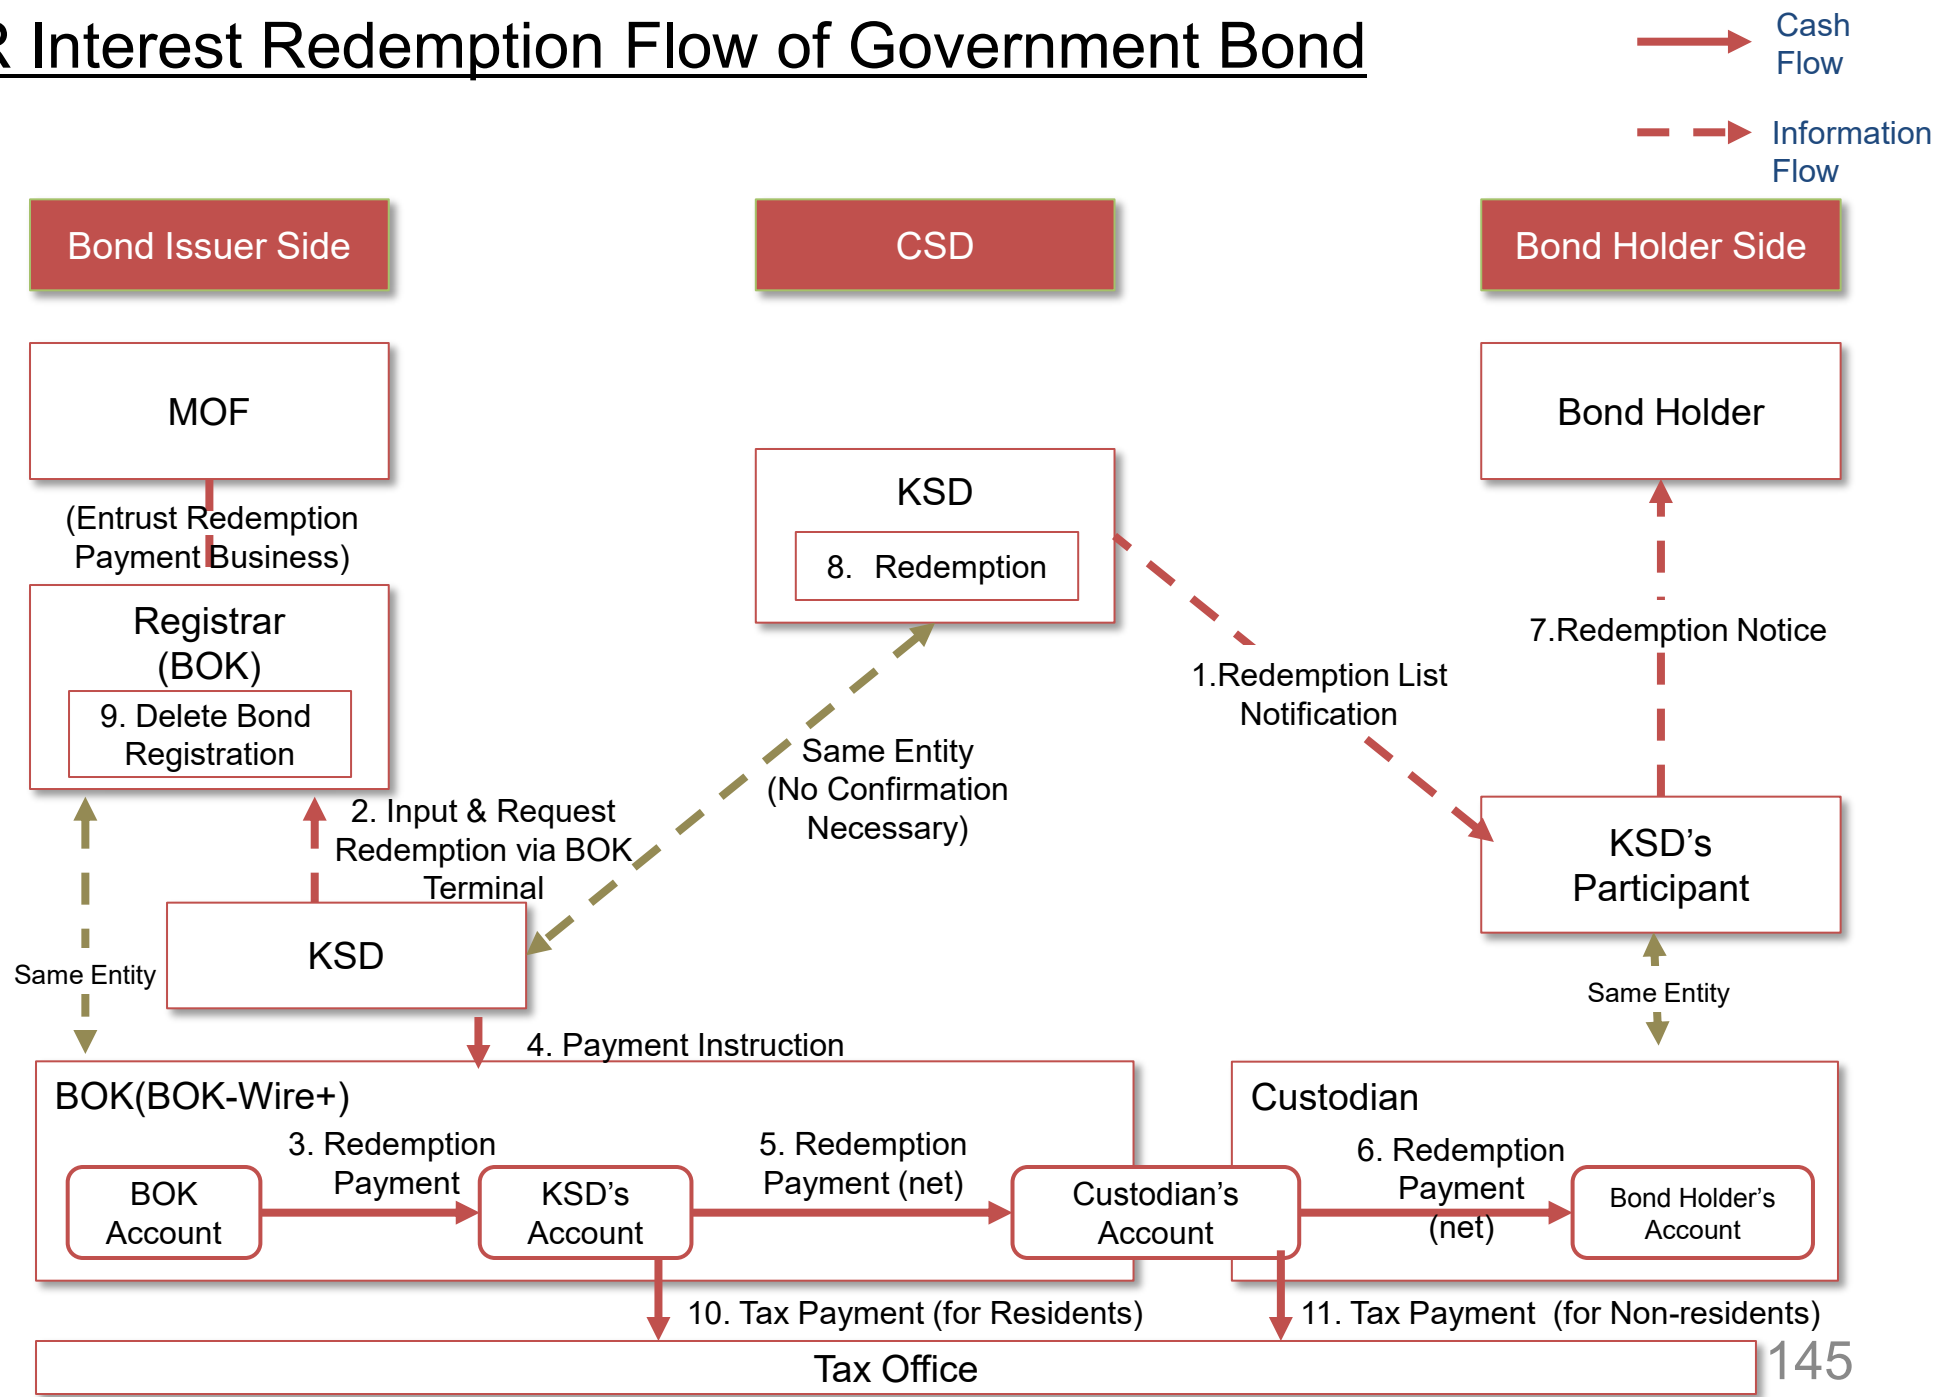 R Interest Redemption Flow of Government Bond
Cash
Flow
Information
Flow
Bond Issuer Side
CSD
Bond Holder Side
MOF
Bond Holder
(Entrust Redemption
Payment Business)
KSD
8. Redemption
Registrar
(BOK)
9. Delete Bond
Registration
7.Redemption Notice
1.Redemption List
Notification
Same Entity
(No Confirmation
Necessary)
2. Input & Request
Redemption via BOK
Terminal
KSD's
Participant
KSD
Same Entity
Same Entity
4. Payment Instruction
BOK(BOK-Wire+)
Custodian
3. Redemption
Payment
5. Redemption
Payment (net)
6. Redemption
Payment
(net)
BOK
Account
KSD’s
Account
Custodian’s
Account
Bond Holder’s
Account
10. Tax Payment (for Residents)
11. Tax Payment (for Non-residents)
Tax Office
145